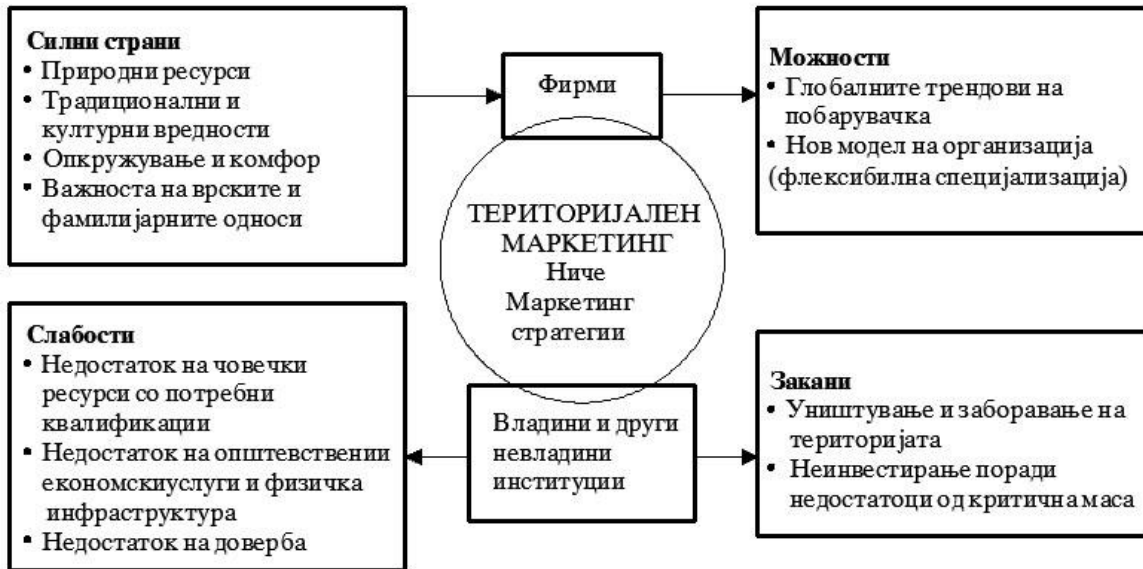 Силни страни
• Природни ресурси
• Традиционални и
културни вредности
• Опкружување и комфор
• Важноста на врските и
фамилијарните односи
Фирми
Можности
• Глобалните трендови на
побарувачка
• Нов модел на организација
(флексибилна специјализација)
ТЕРИТОРИЈАЛЕН
МАРКЕТИНГ
Ниче
Маркетинг
стратегии
Слабости
• Недостаток на човечки
ресурси со потребни
квалификации
• Недостаток на општевствении
економскиуслуги и физичка
инфраструктура
• Недостаток на доверба
Владини и други
невладини
институции
Закани
• Уништување и заборавање на
територијата
• Неинвестирање поради
недостатоци од критична маса